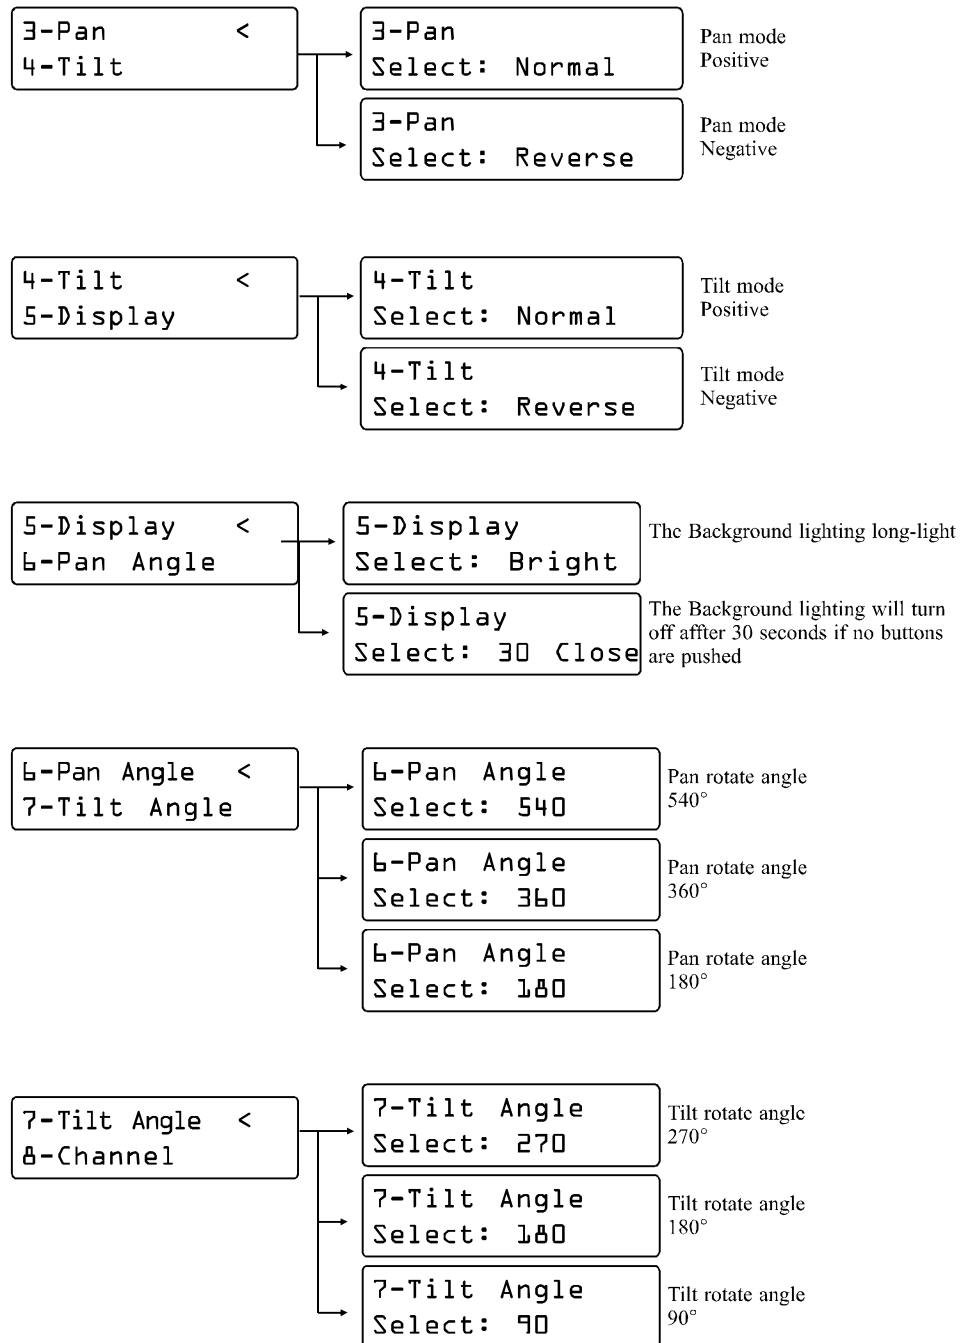 3-Pan <
4-Tilt
3-Pan
Select: Normal
Pan mode
Positive
3-Pan
Select: Reverse
Pan mode
Negative
4-Tilt <
5-Display
4-Tilt
Select: Normal
Tilt mode
Positive
4-Tilt
Select: Reverse
Tilt mode
Negative
5-Display <
6-Pan Angle
5-Display
Select: Bright
The Background lighting long-light
5-Display
Select: 30 Close
The Background lighting will turn
off affter 30 seconds if no buttons
are pushed
6-Pan Angle <
7-Tilt Angle
6-Pan Angle
Select: 540
Pan rotate angle
540°
6-Pan Angle
Select: 360
Pan rotate angle
360°
6-Pan Angle
Select: 180
Pan rotate angle
180°
7-Tilt Angle <
8-Channel
7-Tilt Angle
Select: 270
Tilt rotate angle
270°
7-Tilt Angle
Select: 180
Tilt rotate angle
180°
7-Tilt Angle
Select: 90
Tilt rotate angle
90°